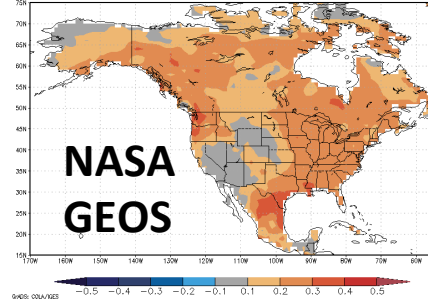 75N
70N
65N
60N
55N
50N
45N
40N
35N
30N
25N
20N
15N
NASA
GEOS
170W 160W 150W 140W 130W 120W 110W 100W 90W 80W 70W 60W
-0.5 -0.4 -0.3 -0.2 -0.1 0.1 0.2 0.3 0.4 0.5
GrADS: COLA/IGES